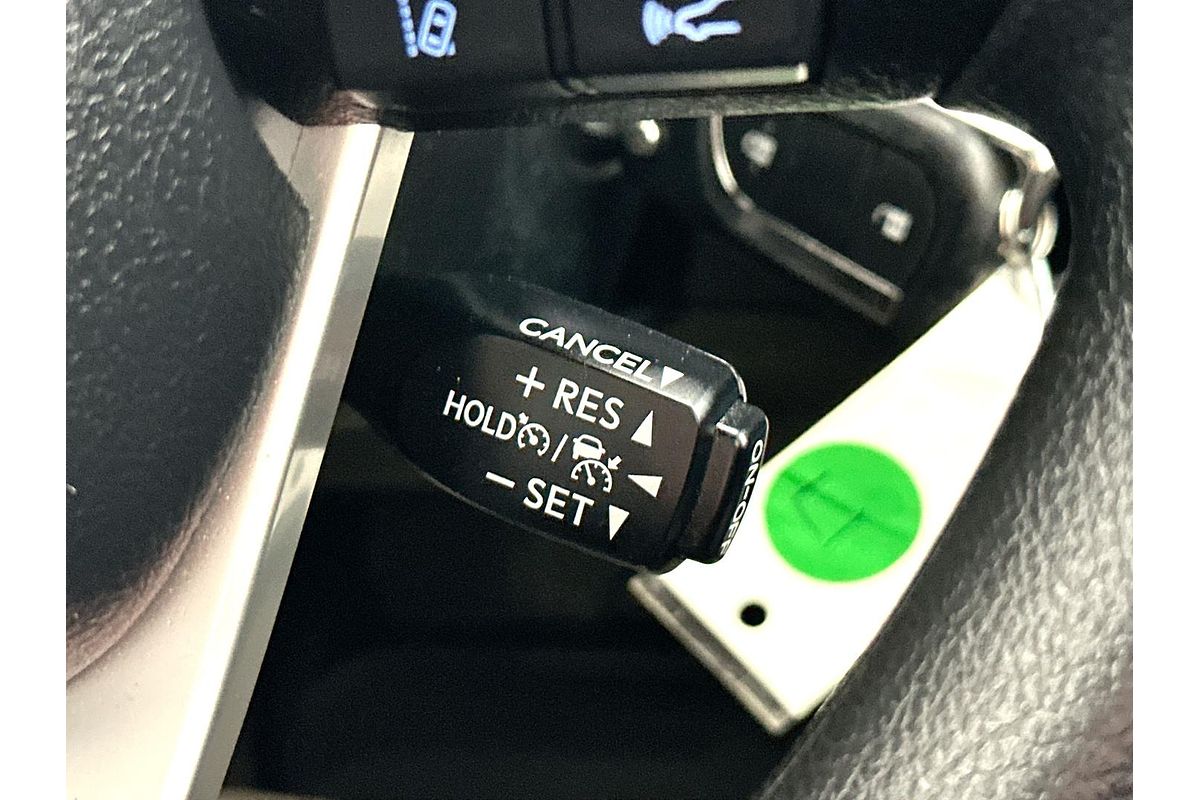 CANCEL▼
+ RES ▲
HOLD / ◀
− SET ▼
ON-OFF